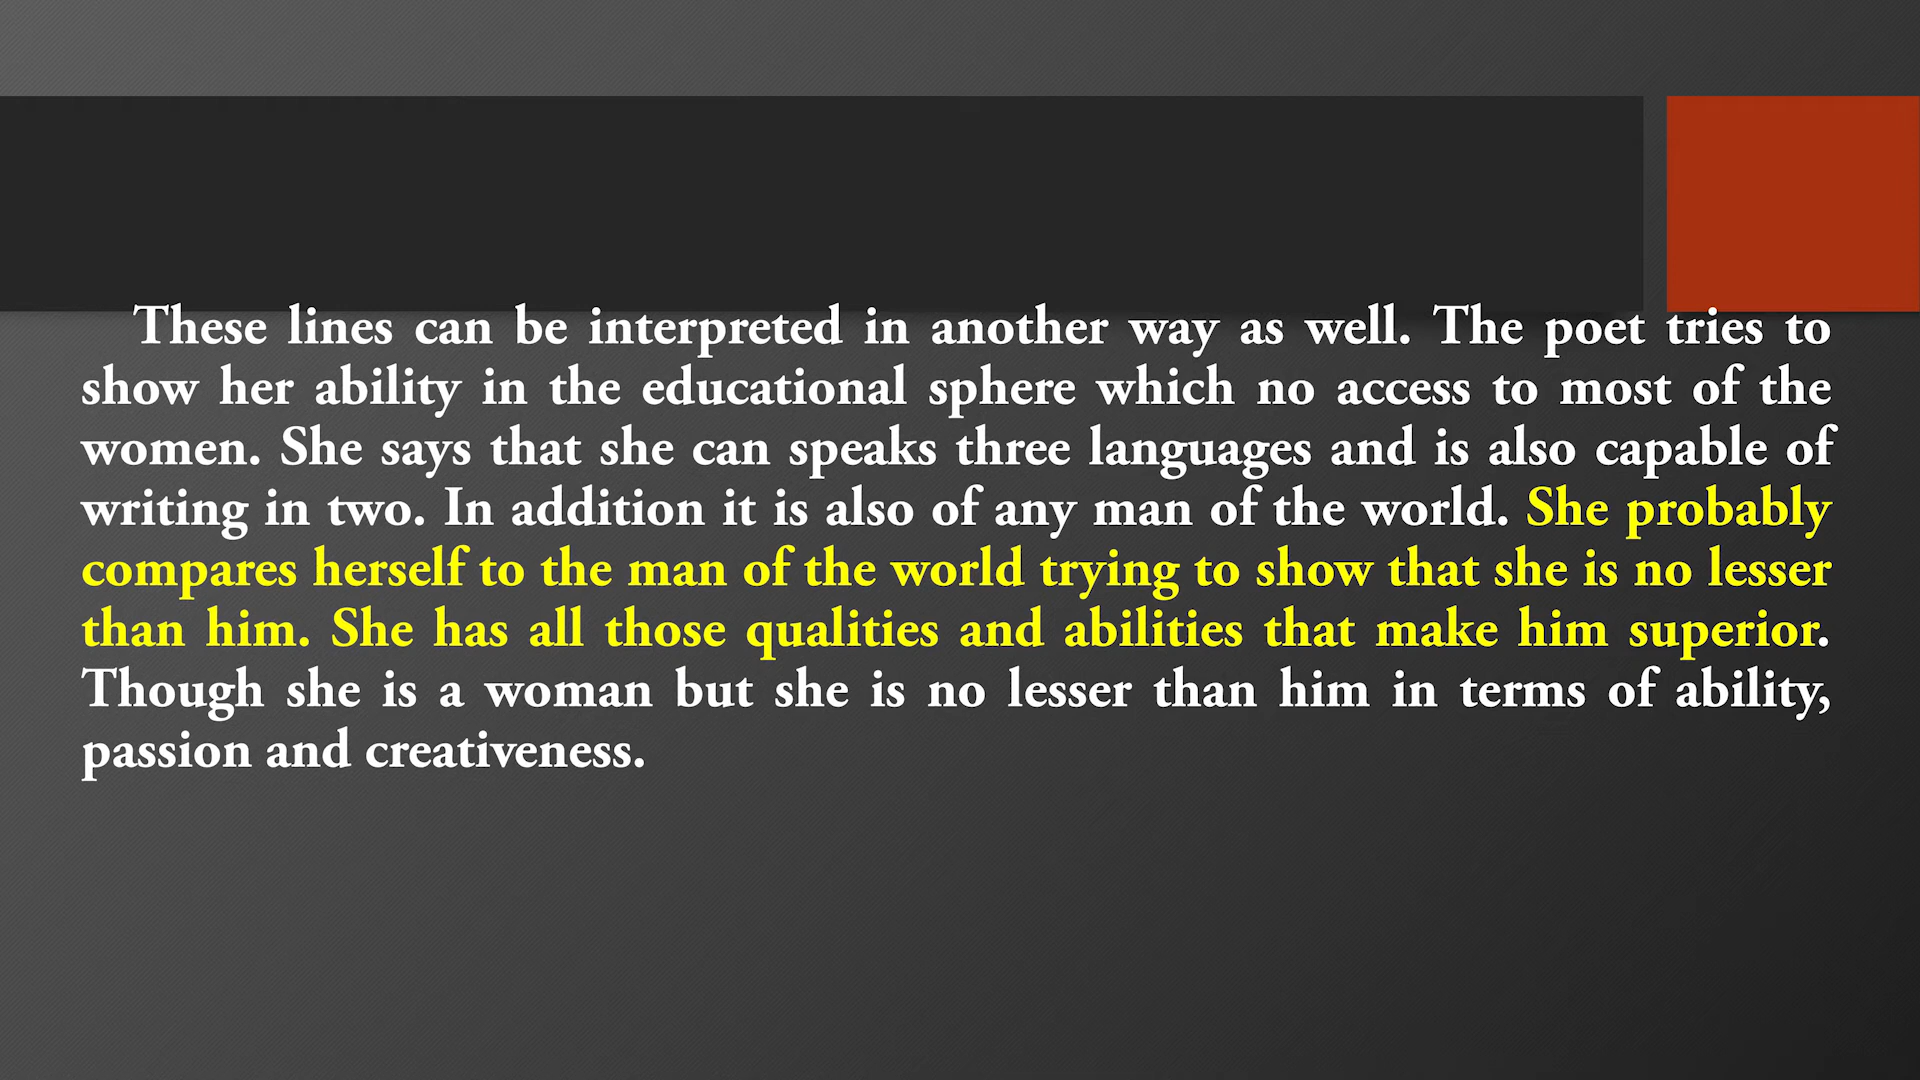 These lines can be interpreted in another way as well. The poet tries to
show her ability in the educational sphere which no access to most of the
women. She says that she can speaks three languages and is also capable of
writing in two. In addition it is also of any man of the world. She probably
compares herself to the man of the world trying to show that she is no lesser
than him. She has all those qualities and abilities that make him superior.
Though she is a woman but she is no lesser than him in terms of ability,
passion and creativeness.